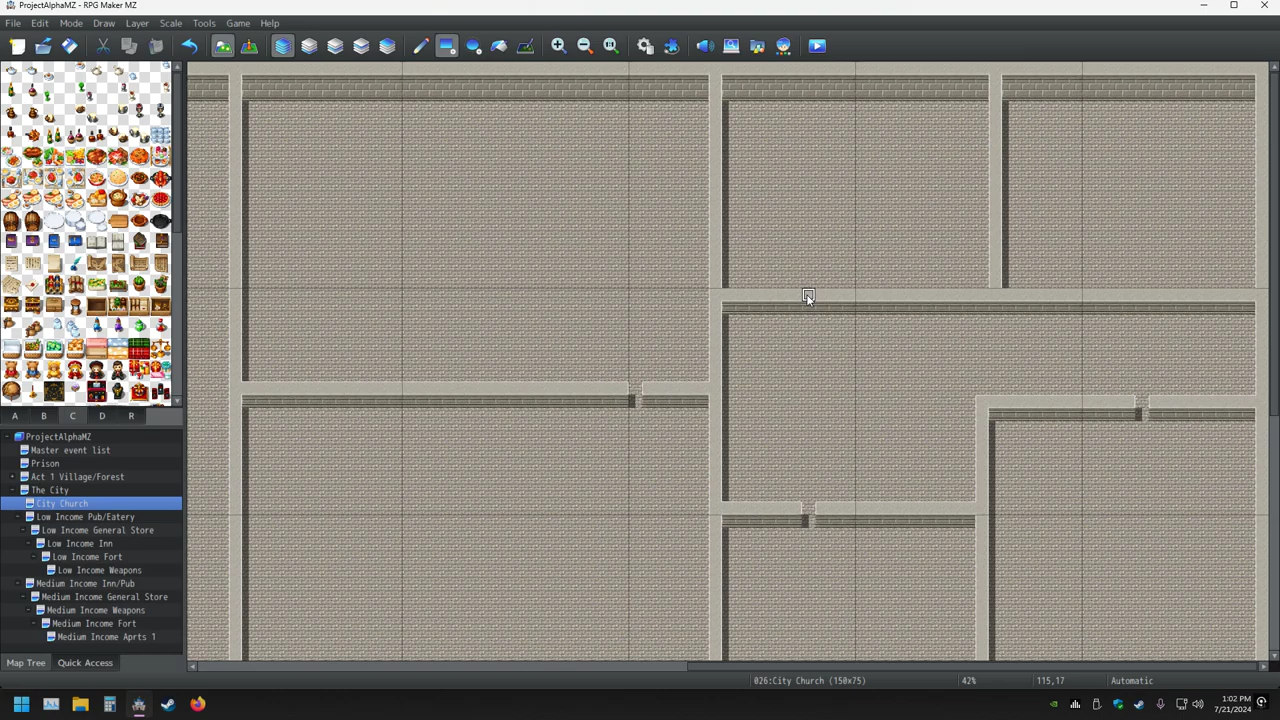 ProjectAlphaMZ - RPG Maker MZ
File Edit Mode Draw Layer Scale Tools Game Help
A B C D R
ProjectAlphaMZ
Master event list
Prison
Act 1 Village/Forest
The City
City Church
Low Income Pub/Eatery
Low Income General Store
Low Income Inn
Low Income Fort
Low Income Weapons
Medium Income Inn/Pub
Medium Income General Store
Medium Income Weapons
Medium Income Fort
Medium Income Aprts 1
Map Tree Quick Access
026:City Church (150x75) 42% 115,17 Automatic
1:02 PM
7/21/2024